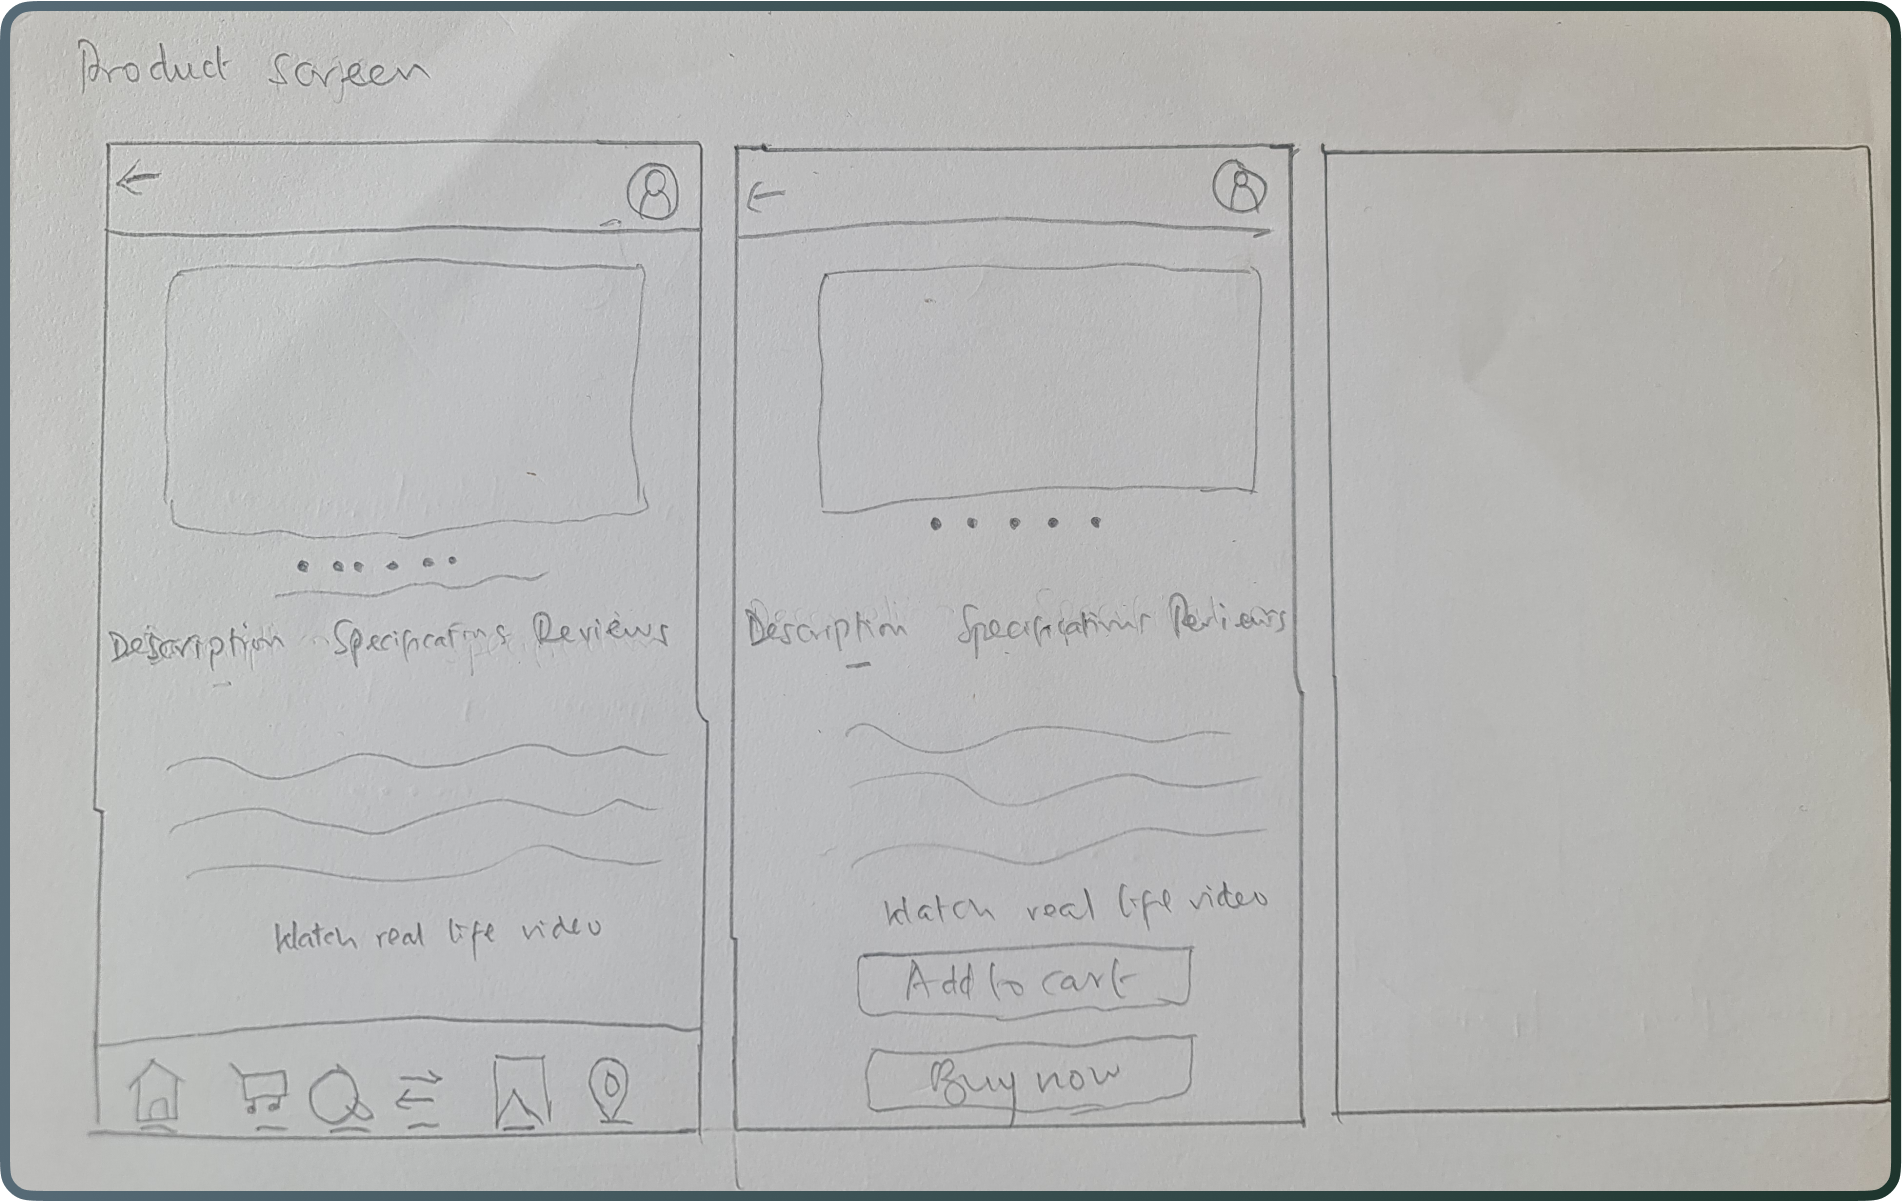 Product screen
Description Specifications Reviews
Watch real life video
Description Specifications Reviews
Watch real life video
Add to cart
Buy now